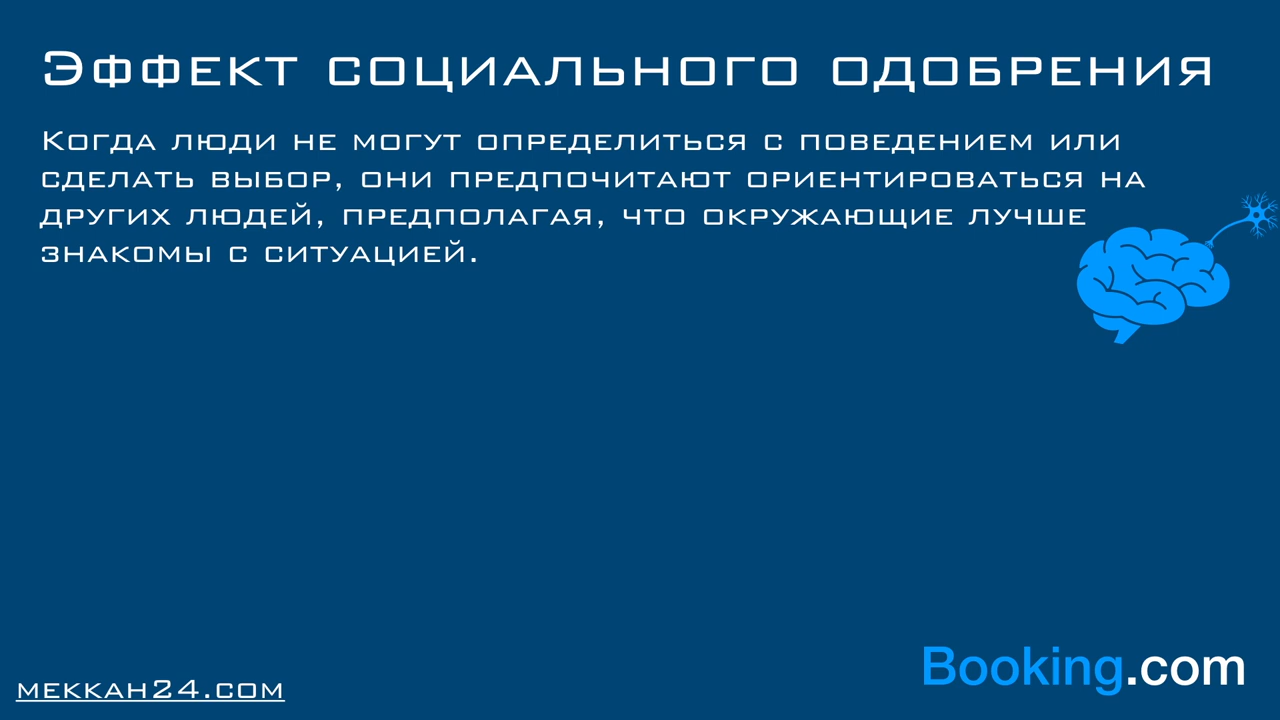 Эффект социального одобрения
Когда люди не могут определиться с поведением или
сделать выбор, они предпочитают ориентироваться на
других людей, предполагая, что окружающие лучше
знакомы с ситуацией.
меккан24.com
Booking.com